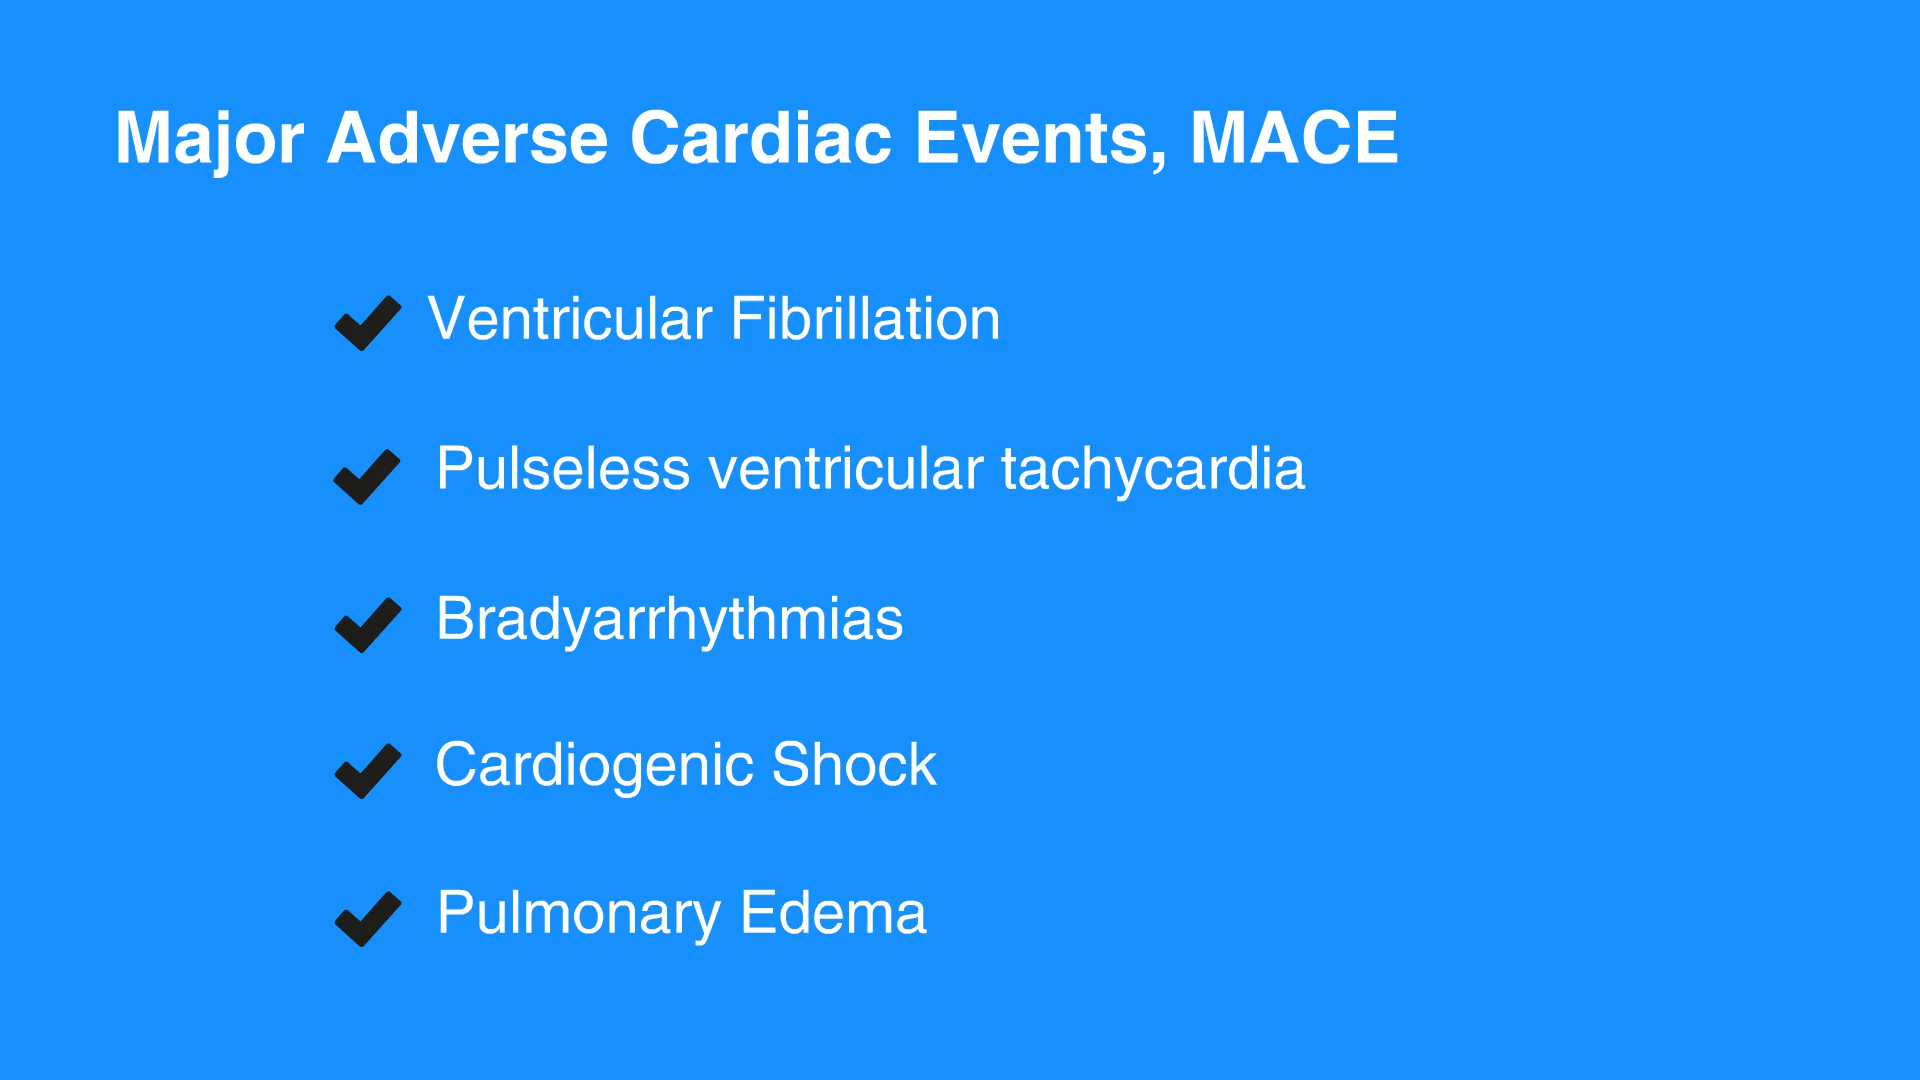 Major Adverse Cardiac Events, MACE
Ventricular Fibrillation
Pulseless ventricular tachycardia
Bradyarrhythmias
Cardiogenic Shock
Pulmonary Edema